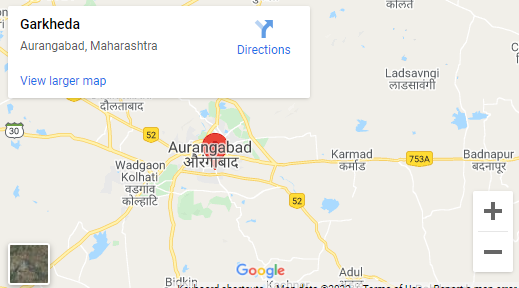 Garkheda
Aurangabad, Maharashtra
Directions
View larger map
Ladsavngi
लाडसावंगी
दौलताबाद
30
52
Aurangabad
औरंगाबाद
Karmad
कर्माड
753A
Badnapur
बदनापूर
Wadgaon
Kolhati
वडगांव
कोल्हाटि
52
Bidkin
Google
Adul